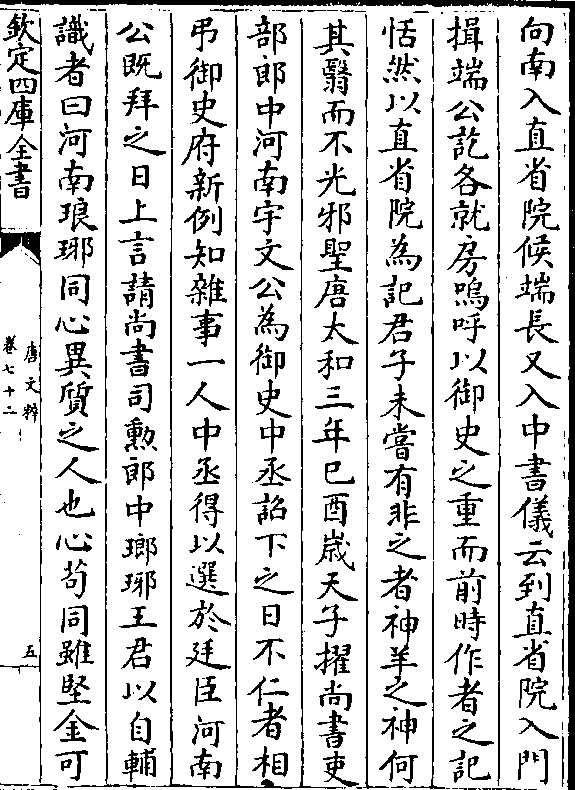 向南入直省院候端長又入中書儀云到直省院入門
揖端公訖各就房嗚呼以御史之重而前時作者之記
恬然以直省院為記君子未嘗有非之者神羊之神何
其翳而不光邪聖唐太和三年已酉嵗天子擢尚書吏
部郎中河南宇文公為御史中丞詔下之日不仁者相
弔御史府新例知雜事一人中丞得以選於廷臣河南
公既拜之日上言請尚書司勲郎中瑯琊王君以自輔
識者曰河南琅琊同心異質之人也心茍同雖堅金可
欽定四庫全書
唐文粹
卷七十二
五